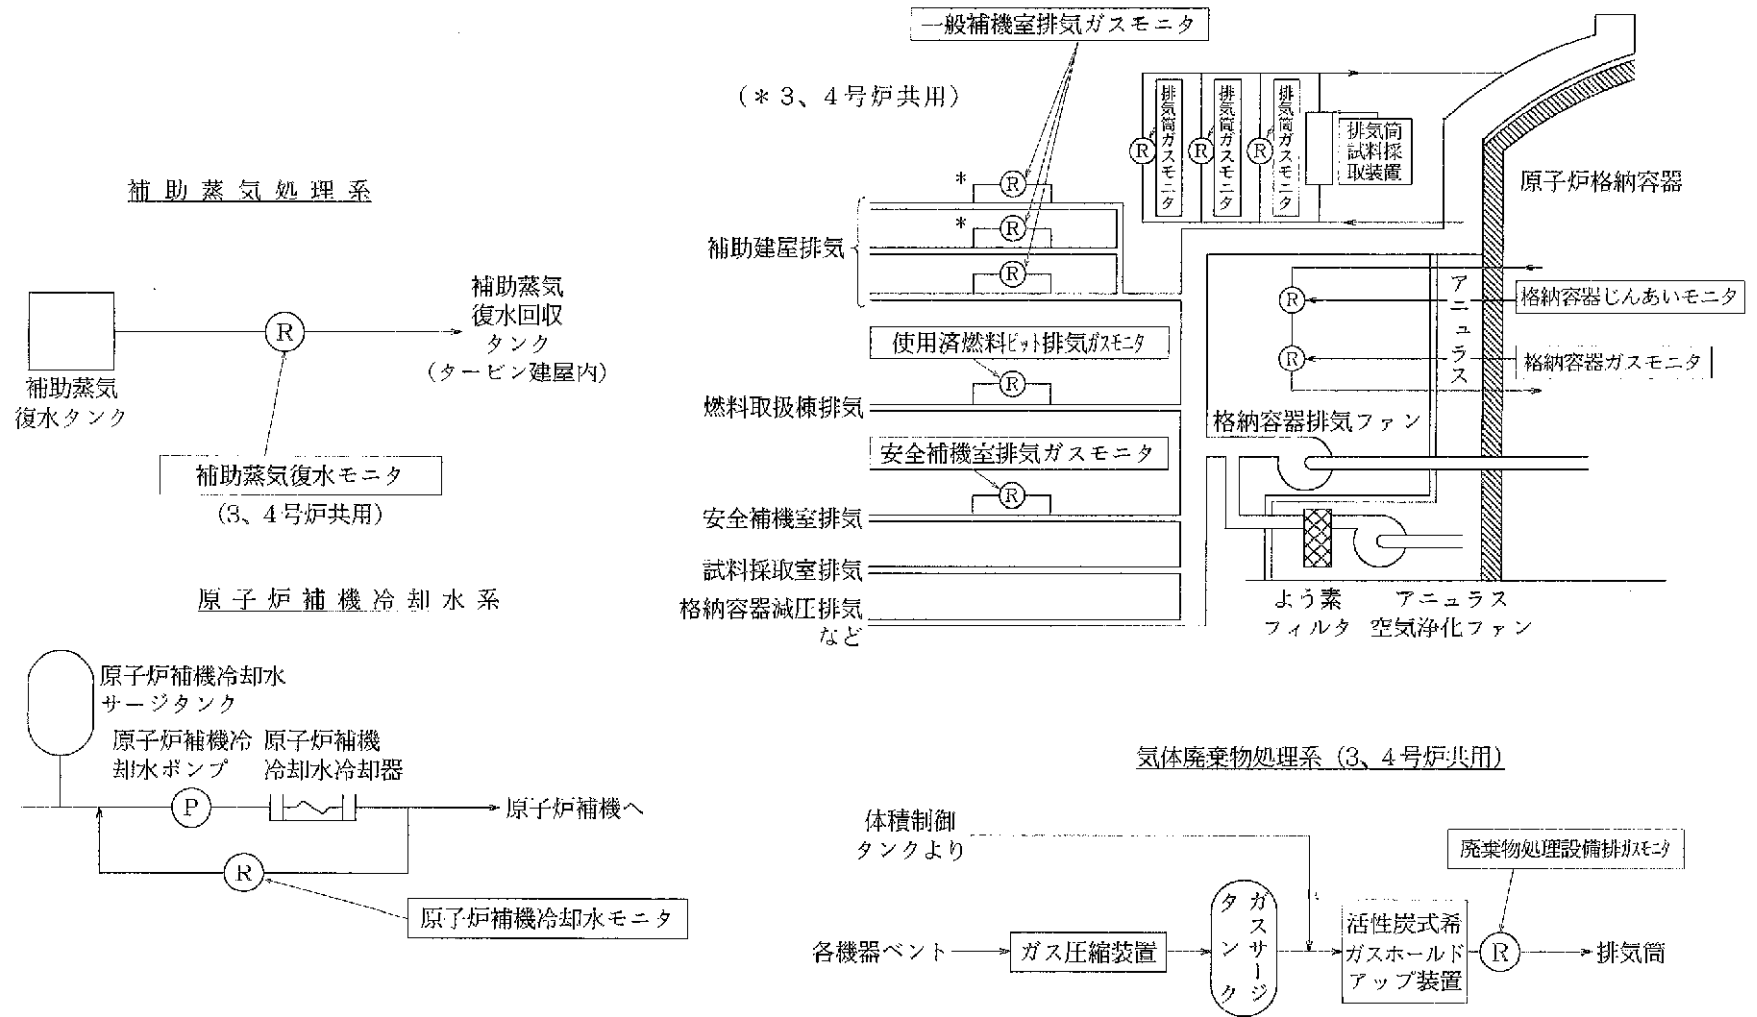 一般補機室排気ガスモニタ
（＊3、4号炉共用）
排気筒ガスモニタ
排気筒ガスモニタ
排気筒ガスモニタ
R
R
R
排気筒
試料採
取装置
原子炉格納容器
＊
R
＊
R
R
補助建屋排気
使用済燃料ピット排気ガスモニタ
R
燃料取扱棟排気
安全補機室排気ガスモニタ
R
安全補機室排気
試料採取室排気
格納容器減圧排気
など
アニュラス
R
格納容器じんあいモニタ
R
格納容器ガスモニタ
格納容器排気ファン
よう素
フィルタ
アニュラス
空気浄化ファン
補助蒸気処理系
補助蒸気
復水タンク
R
補助蒸気
復水回収
タンク
（タービン建屋内）
補助蒸気復水モニタ
（3、4号炉共用）
原子炉補機冷却水系
原子炉補機冷却水
サージタンク
原子炉補機冷
却水ポンプ
原子炉補機
冷却水冷却器
P
原子炉補機へ
R
原子炉補機冷却水モニタ
気体廃棄物処理系（3、4号炉共用）
体積制御
タンクより
廃棄物処理設備排ガスモニタ
各機器ベント
ガス圧縮装置
ガスサージ
タンク
活性炭式希
ガスホールド
アップ装置
R
排気筒